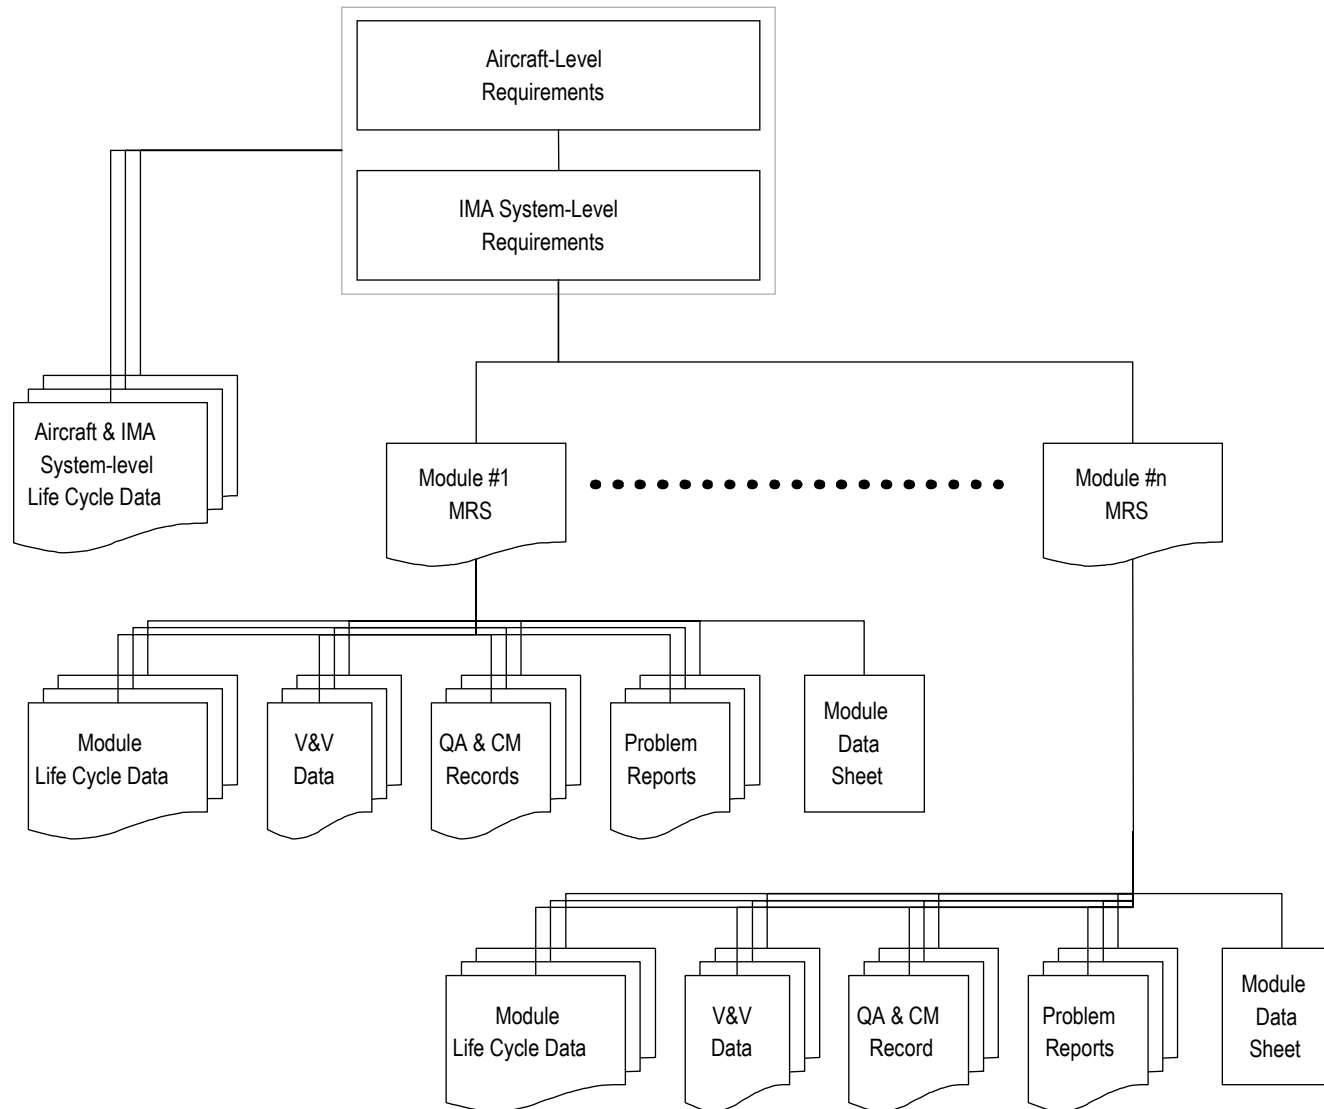 Aircraft-Level
Requirements
IMA System-Level
Requirements
Aircraft & IMA
System-level
Life Cycle Data
Module #1
MRS
Module #n
MRS
Module
Life Cycle Data
V&V
Data
QA & CM
Records
Problem
Reports
Module
Data
Sheet
Module
Life Cycle Data
V&V
Data
QA & CM
Record
Problem
Reports
Module
Data
Sheet